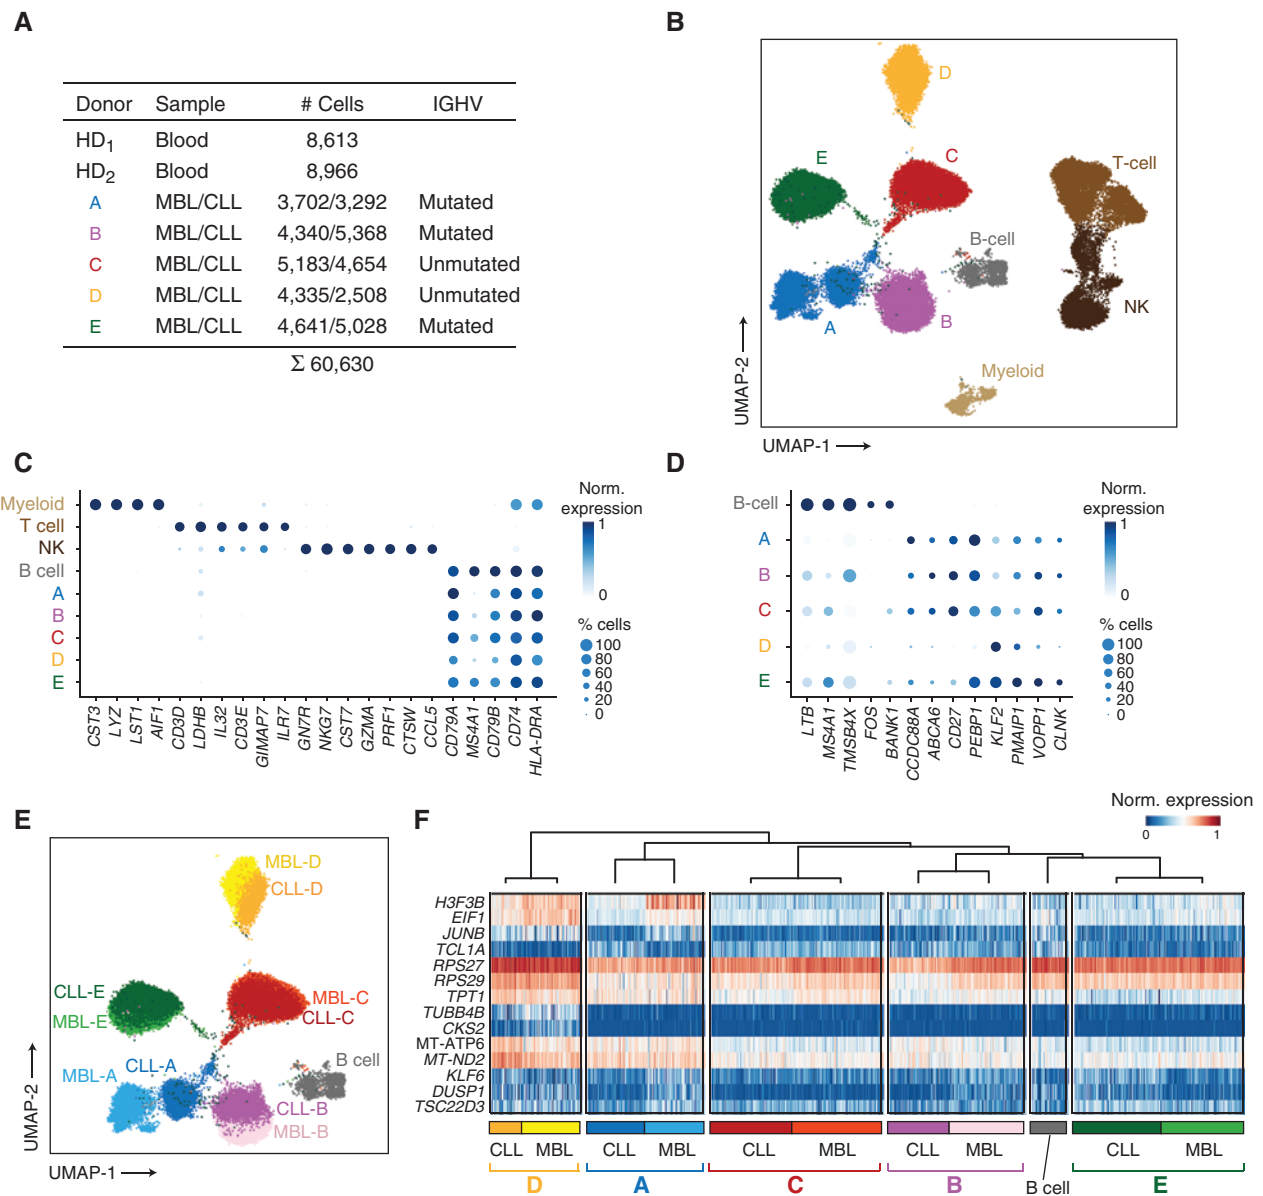 A
Donor Sample # Cells IGHV
HD1 Blood 8,613
HD2 Blood 8,966
A MBL/CLL 3,702/3,292 Mutated
B MBL/CLL 4,340/5,368 Mutated
C MBL/CLL 5,183/4,654 Unmutated
D MBL/CLL 4,335/2,508 Unmutated
E MBL/CLL 4,641/5,028 Mutated
Σ 60,630
B
D
E
C
T-cell
B-cell
A
B
NK
Myeloid
UMAP-2
UMAP-1
C
Myeloid
T cell
NK
B cell
A
B
C
D
E
CST3
LYZ
LST1
AIF1
CD3D
LDHB
IL32
CD3E
GIMAP7
ILR7
GN7R
NKG7
CST7
GZMA
PRF1
CTSW
CCL5
CD79A
MS4A1
CD79B
CD74
HLA-DRA
Norm.
expression
1
0
% cells
100
80
60
40
20
0
D
B-cell
A
B
C
D
E
LTB
MS4A1
TMSB4X
FOS
BANK1
CCDC88A
ABCA6
CD27
PEBP1
KLF2
PMAIP1
VOPP1
CLNK
Norm.
expression
1
0
% cells
100
80
60
40
20
0
E
MBL-D
CLL-D
CLL-E
MBL-E
MBL-C
CLL-C
MBL-A
CLL-A
B cell
CLL-B
MBL-B
UMAP-2
UMAP-1
F
Norm. expression
0 1
H3F3B
EIF1
JUNB
TCL1A
RPS27
RPS29
TPT1
TUBB4B
CKS2
MT-ATP6
MT-ND2
KLF6
DUSP1
TSC22D3
CLL MBL CLL MBL CLL MBL CLL MBL CLL MBL
D A C B B cell E